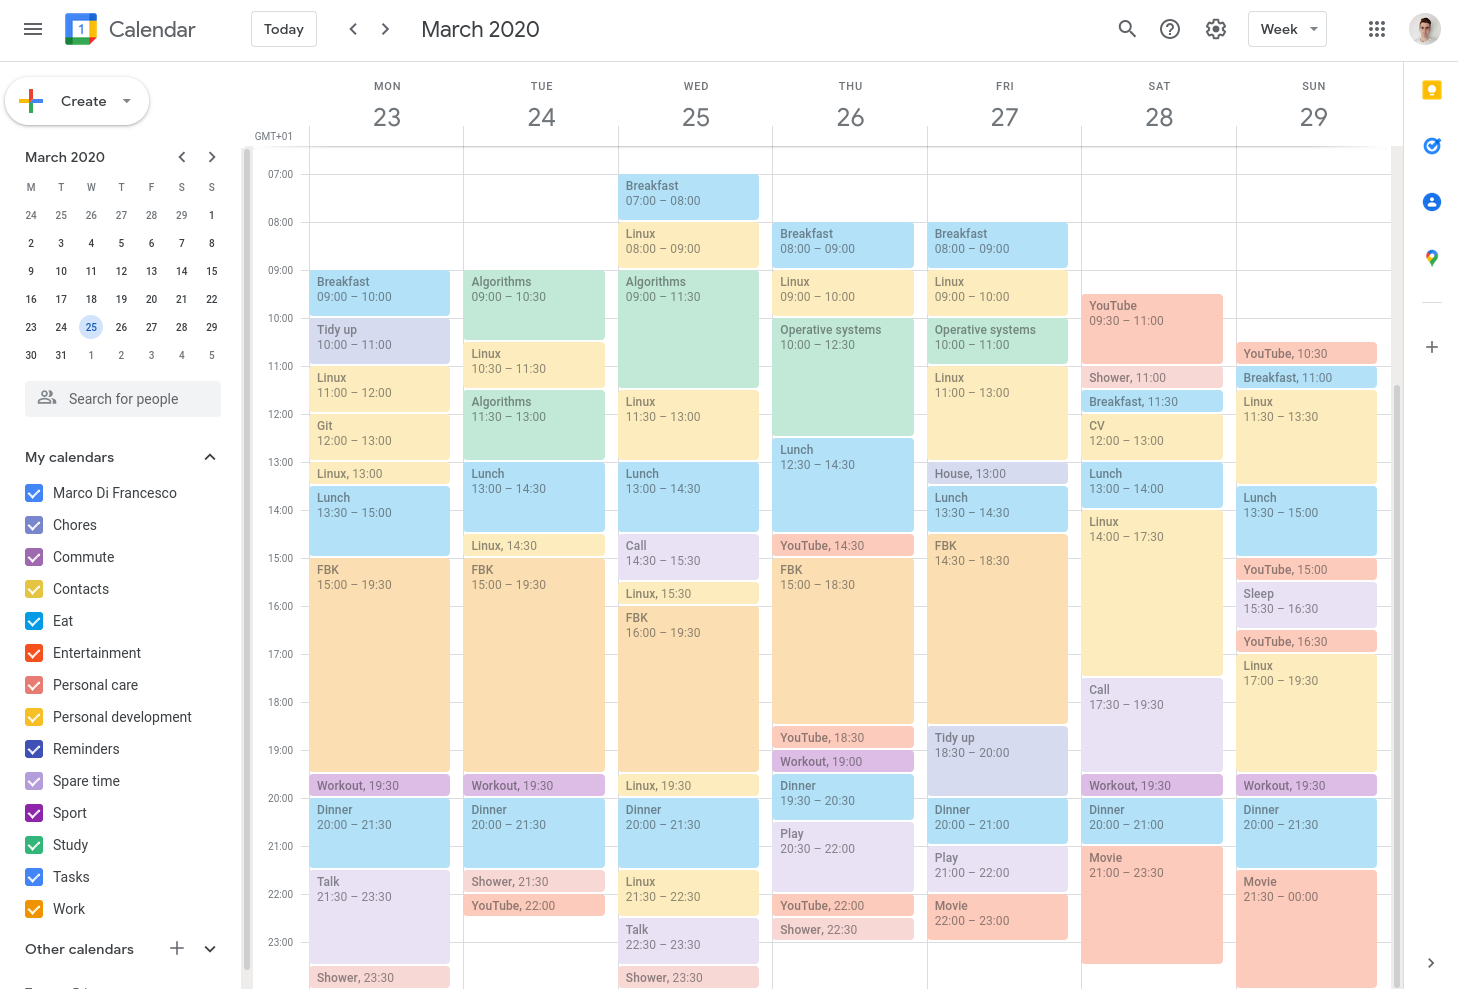 1 Calendar Today March 2020 Week
Create
March 2020
M T W T F S S
24 25 26 27 28 29 1
2 3 4 5 6 7 8
9 10 11 12 13 14 15
16 17 18 19 20 21 22
23 24 25 26 27 28 29
30 31 1 2 3 4 5
Search for people
My calendars
Marco Di Francesco
Chores
Commute
Contacts
Eat
Entertainment
Personal care
Personal development
Reminders
Spare time
Sport
Study
Tasks
Work
Other calendars
GMT+01
07:00
08:00
09:00
10:00
11:00
12:00
13:00
14:00
15:00
16:00
17:00
18:00
19:00
20:00
21:00
22:00
23:00
MON
23
Breakfast
09:00 – 10:00
Tidy up
10:00 – 11:00
Linux
11:00 – 12:00
Git
12:00 – 13:00
Linux, 13:00
Lunch
13:30 – 15:00
FBK
15:00 – 19:30
Workout, 19:30
Dinner
20:00 – 21:30
Talk
21:30 – 23:30
Shower, 23:30
TUE
24
Algorithms
09:00 – 10:30
Linux
10:30 – 11:30
Algorithms
11:30 – 13:00
Lunch
13:00 – 14:30
Linux, 14:30
FBK
15:00 – 19:30
Workout, 19:30
Dinner
20:00 – 21:30
Shower, 21:30
YouTube, 22:00
WED
25
Breakfast
07:00 – 08:00
Linux
08:00 – 09:00
Algorithms
09:00 – 11:30
Linux
11:30 – 13:00
Lunch
13:00 – 14:30
Call
14:30 – 15:30
Linux, 15:30
FBK
16:00 – 19:30
Linux, 19:30
Dinner
20:00 – 21:30
Linux
21:30 – 22:30
Talk
22:30 – 23:30
Shower, 23:30
THU
26
Breakfast
08:00 – 09:00
Linux
09:00 – 10:00
Operative systems
10:00 – 12:30
Lunch
12:30 – 14:30
YouTube, 14:30
FBK
15:00 – 18:30
YouTube, 18:30
Workout, 19:00
Dinner
19:30 – 20:30
Play
20:30 – 22:00
YouTube, 22:00
Shower, 22:30
FRI
27
Breakfast
08:00 – 09:00
Linux
09:00 – 10:00
Operative systems
10:00 – 11:00
Linux
11:00 – 13:00
House, 13:00
Lunch
13:30 – 14:30
FBK
14:30 – 18:30
Tidy up
18:30 – 20:00
Dinner
20:00 – 21:00
Play
21:00 – 22:00
Movie
22:00 – 23:00
SAT
28
YouTube
09:30 – 11:00
Shower, 11:00
Breakfast, 11:30
CV
12:00 – 13:00
Lunch
13:00 – 14:00
Linux
14:00 – 17:30
Call
17:30 – 19:30
Workout, 19:30
Dinner
20:00 – 21:00
Movie
21:00 – 23:30
SUN
29
YouTube, 10:30
Breakfast, 11:00
Linux
11:30 – 13:30
Lunch
13:30 – 15:00
YouTube, 15:00
Sleep
15:30 – 16:30
YouTube, 16:30
Linux
17:00 – 19:30
Workout, 19:30
Dinner
20:00 – 21:30
Movie
21:30 – 00:00